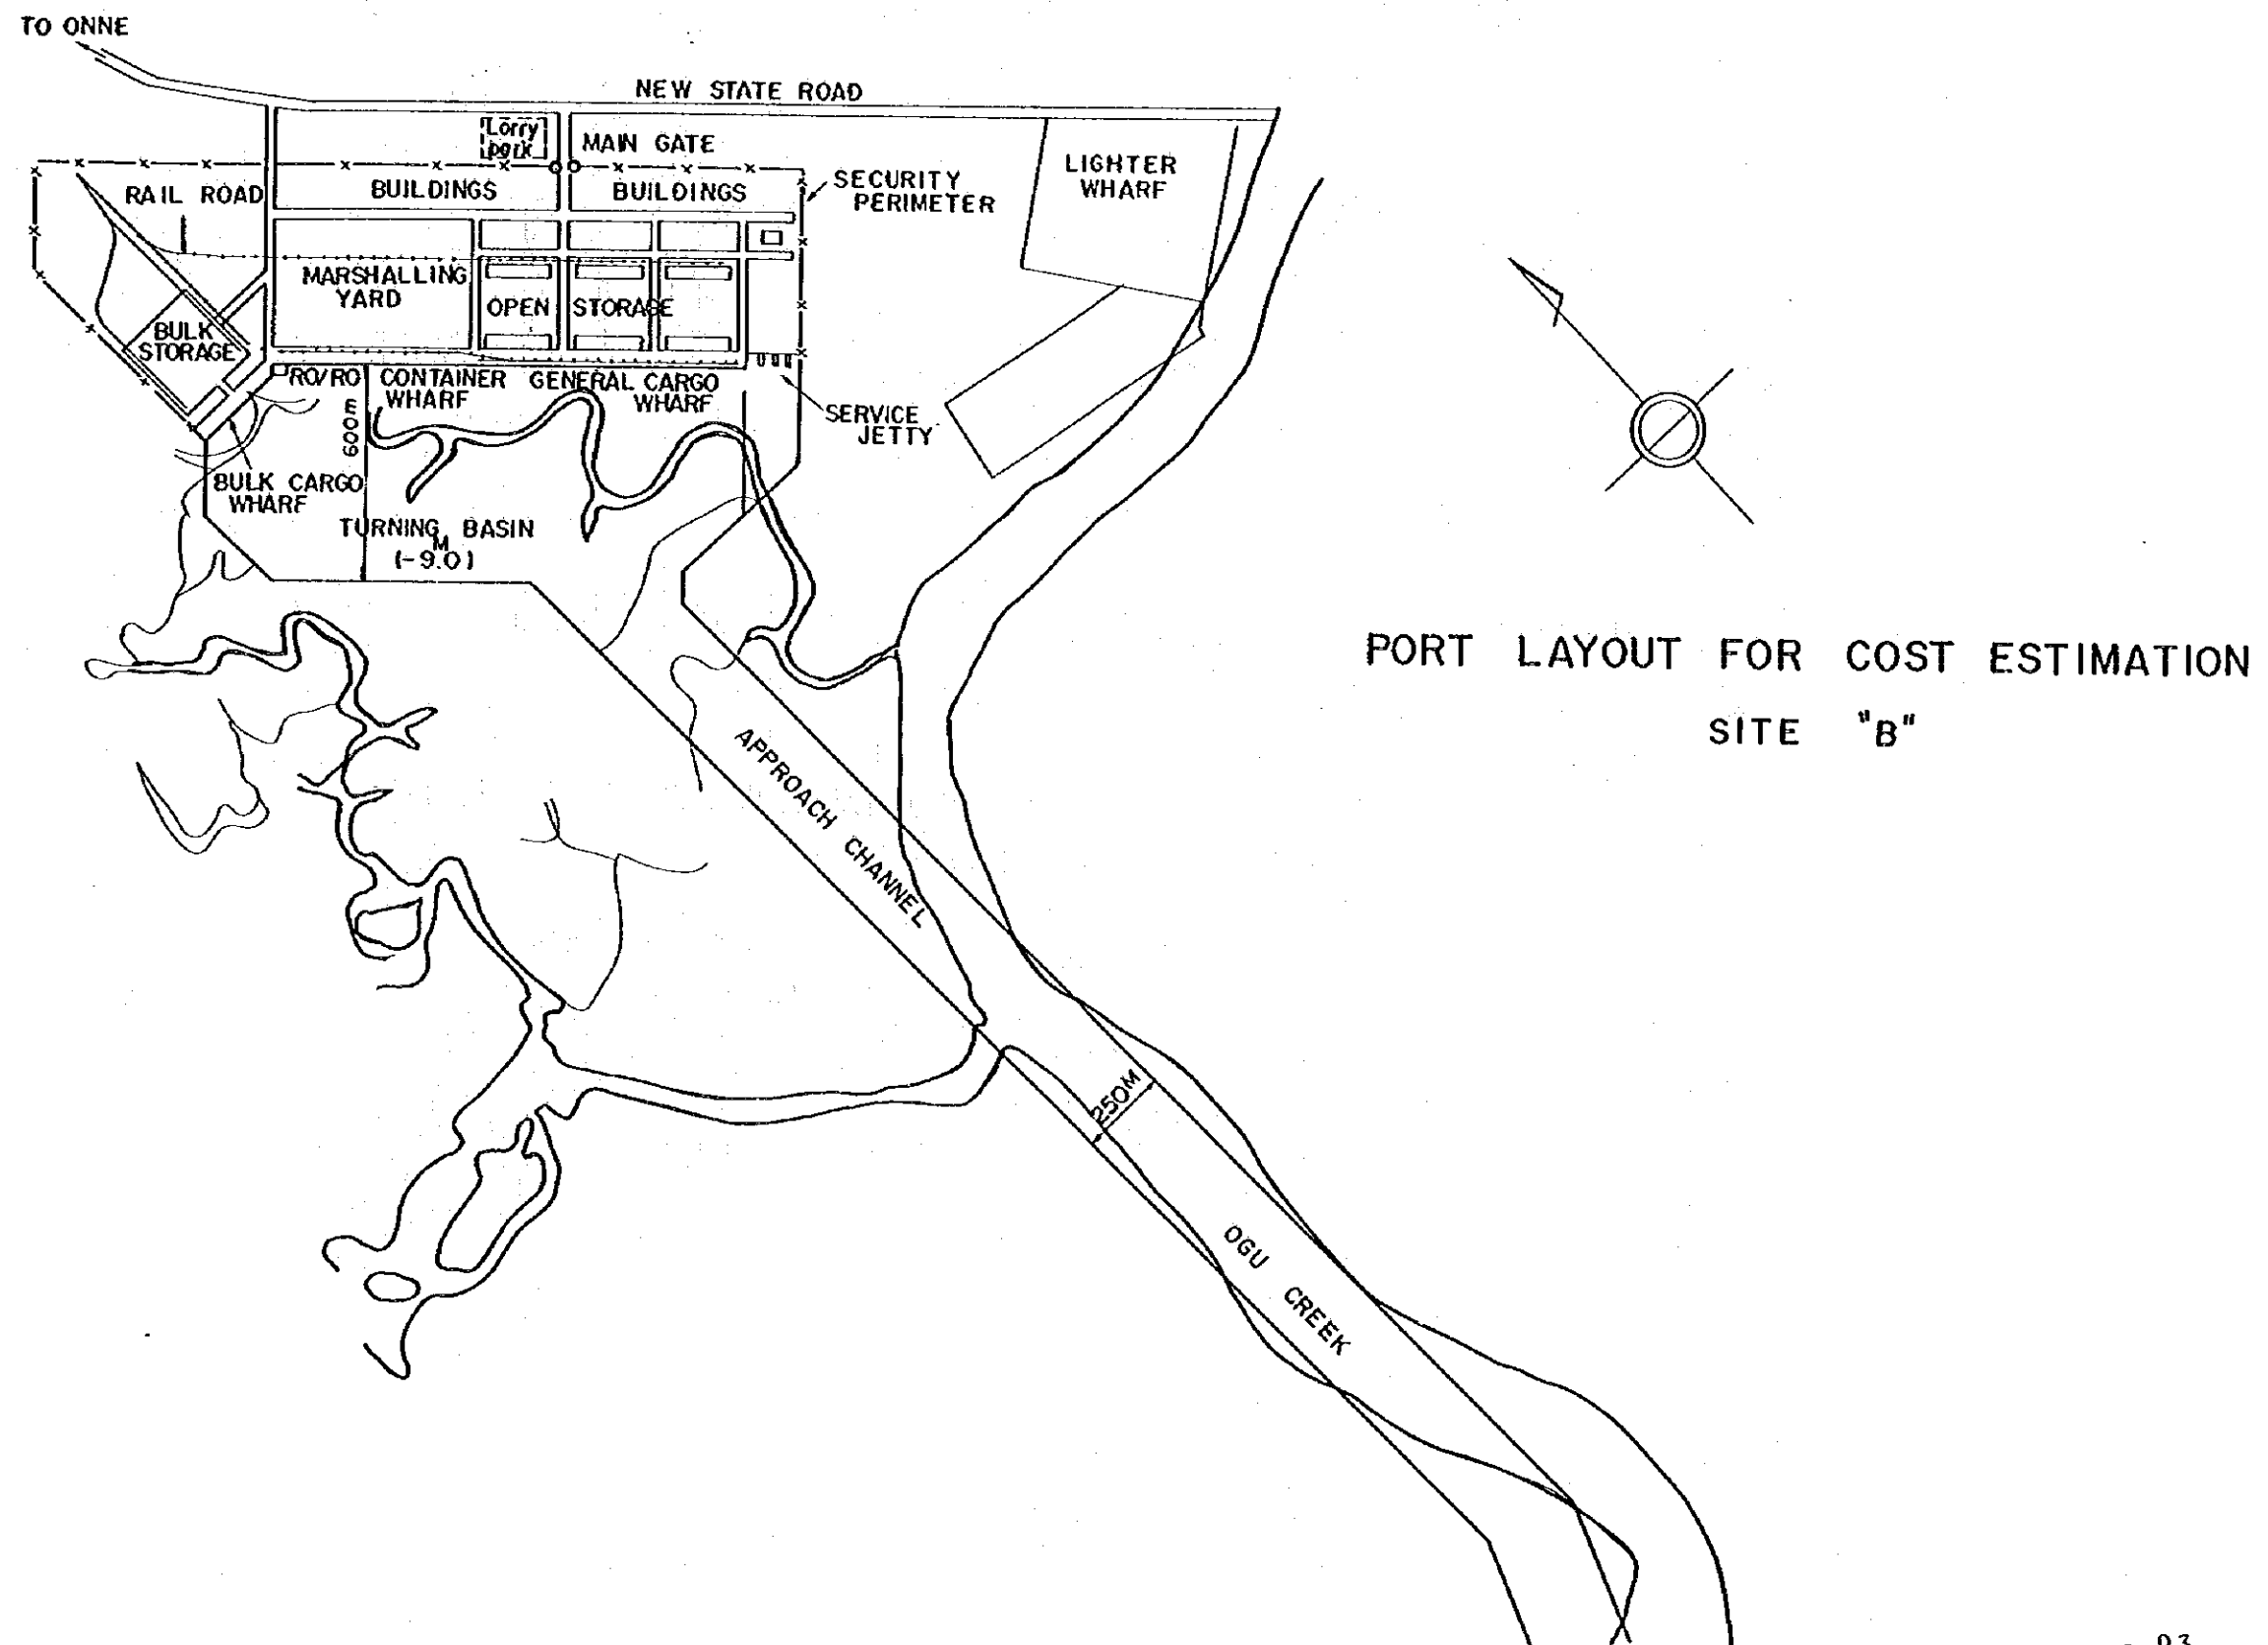 TO ONNE
NEW STATE ROAD
Lorry
park
MAIN GATE
LIGHTER
WHARF
RAIL ROAD
BUILDINGS
BUILDINGS
SECURITY
PERIMETER
MARSHALLING
YARD
OPEN STORAGE
BULK
STORAGE
RO/RO
CONTAINER
WHARF
GENERAL CARGO
WHARF
SERVICE
JETTY
600M
BULK CARGO
WHARF
TURNING BASIN
(-9.0M)
PORT LAYOUT FOR COST ESTIMATION
SITE "B"
APPROACH CHANNEL
250M
OGU CREEK